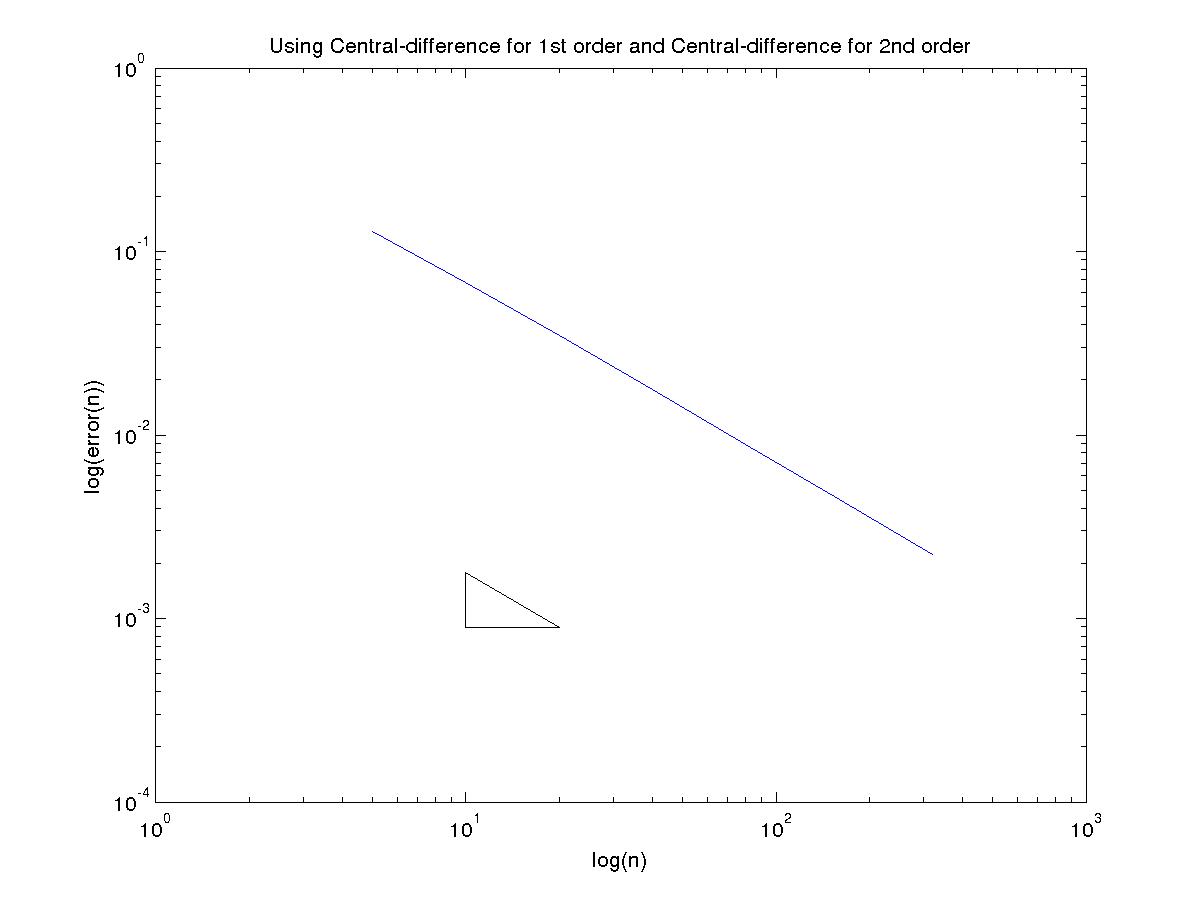 Using Central-difference for 1st order and Central-difference for 2nd order
10^0
10^-1
10^-2
10^-3
10^-4
log(error(n))
10^0 10^1 10^2 10^3
log(n)